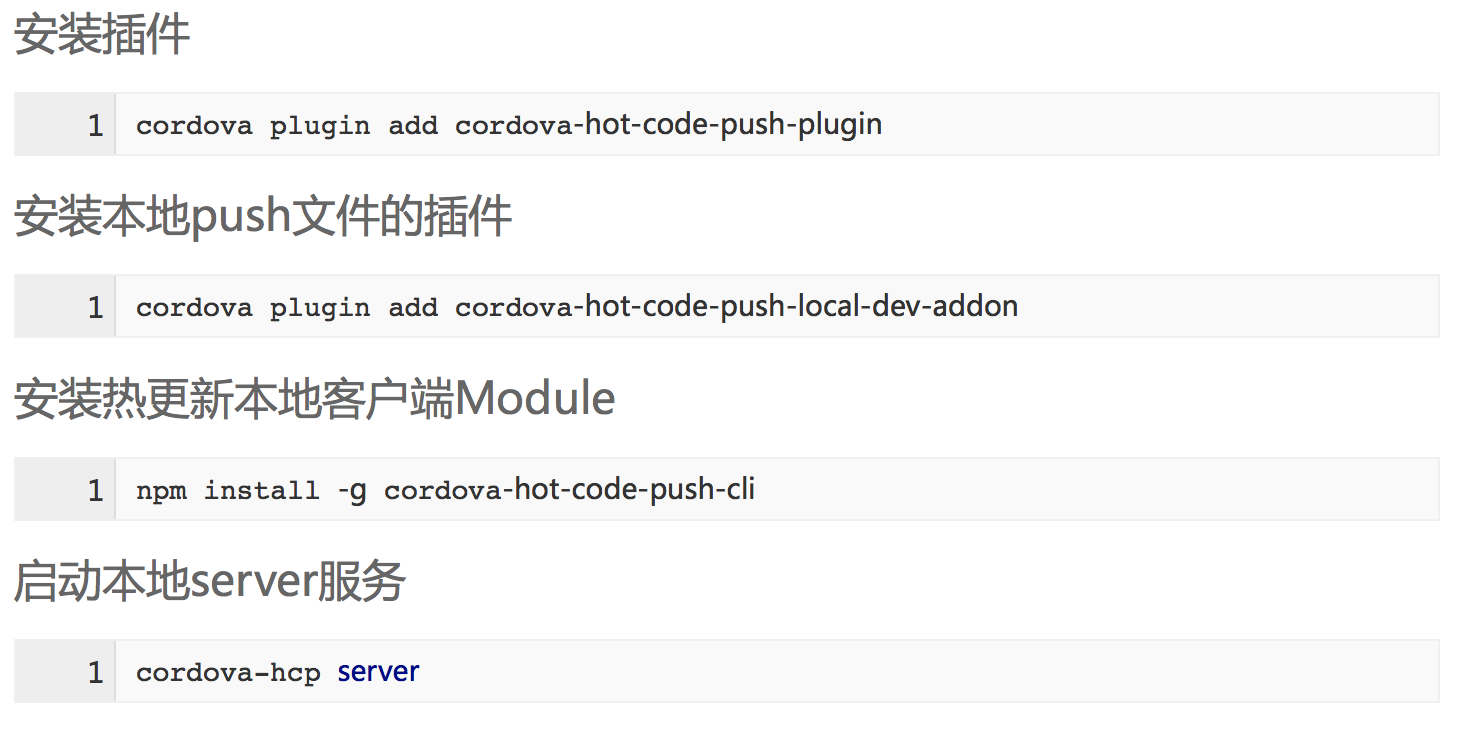 安装插件
1 cordova plugin add cordova-hot-code-push-plugin
安装本地push文件的插件
1 cordova plugin add cordova-hot-code-push-local-dev-addon
安装热更新本地客户端Module
1 npm install -g cordova-hot-code-push-cli
启动本地server服务
1 cordova-hcp server